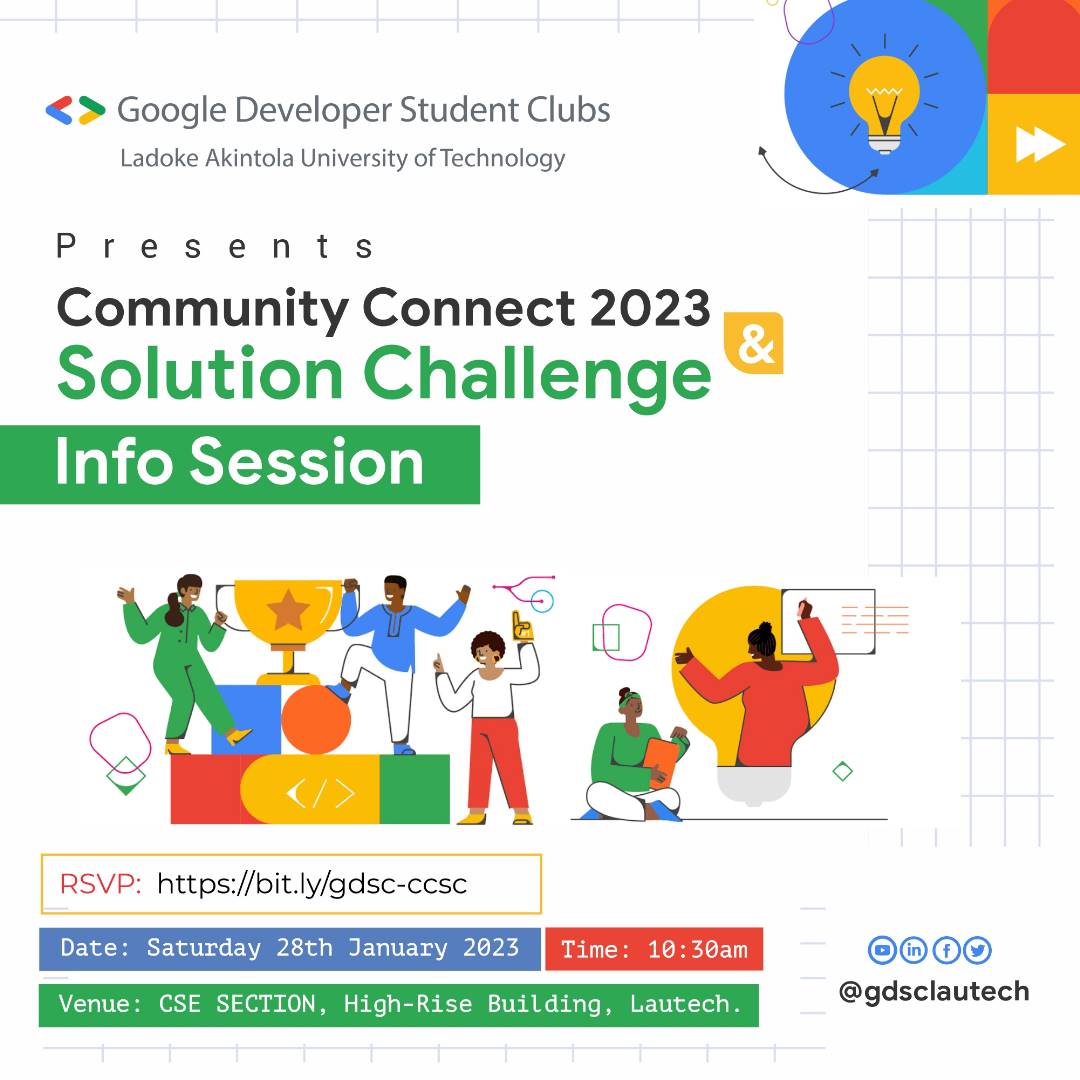 Google Developer Student Clubs
Ladoke Akintola University of Technology
Presents
Community Connect 2023
&
Solution Challenge
Info Session
</>
RSVP: https://bit.ly/gdsc-ccsc
Date: Saturday 28th January 2023
Time: 10:30am
Venue: CSE SECTION, High-Rise Building, Lautech.
@gdsclautech